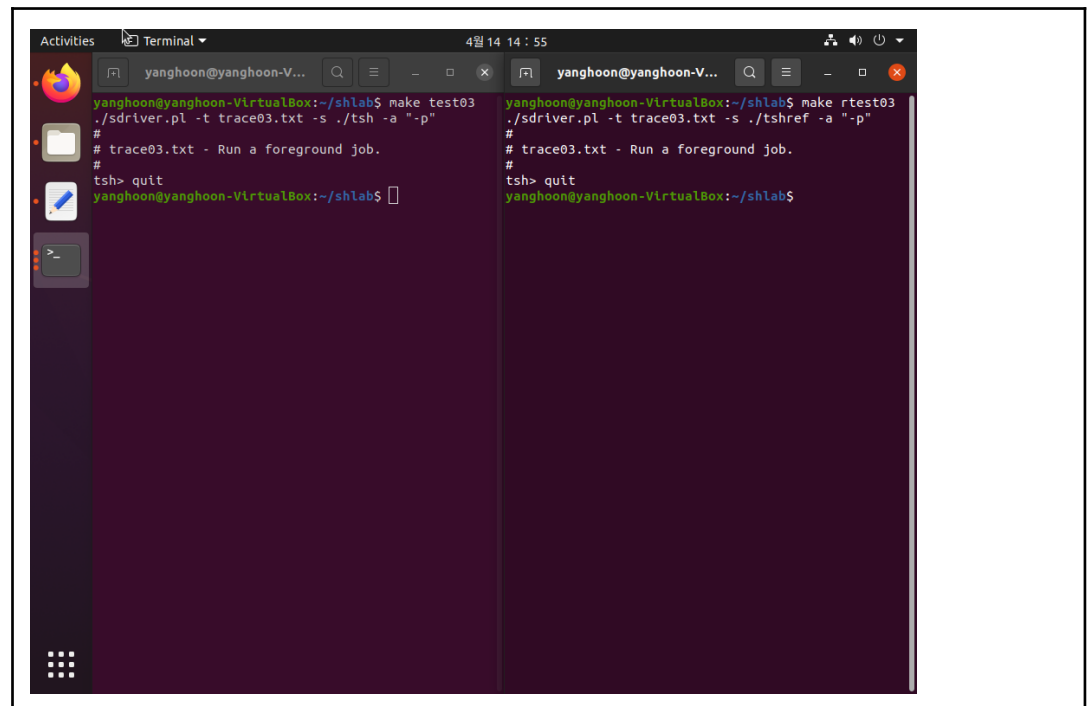 Activities Terminal 4월 14 14 : 55
yanghoon@yanghoon-V...
yanghoon@yanghoon-VirtualBox:~/shlab$ make test03
./sdriver.pl -t trace03.txt -s ./tsh -a "-p"
#
# trace03.txt - Run a foreground job.
#
tsh> quit
yanghoon@yanghoon-VirtualBox:~/shlab$
yanghoon@yanghoon-V...
yanghoon@yanghoon-VirtualBox:~/shlab$ make rtest03
./sdriver.pl -t trace03.txt -s ./tshref -a "-p"
#
# trace03.txt - Run a foreground job.
#
tsh> quit
yanghoon@yanghoon-VirtualBox:~/shlab$